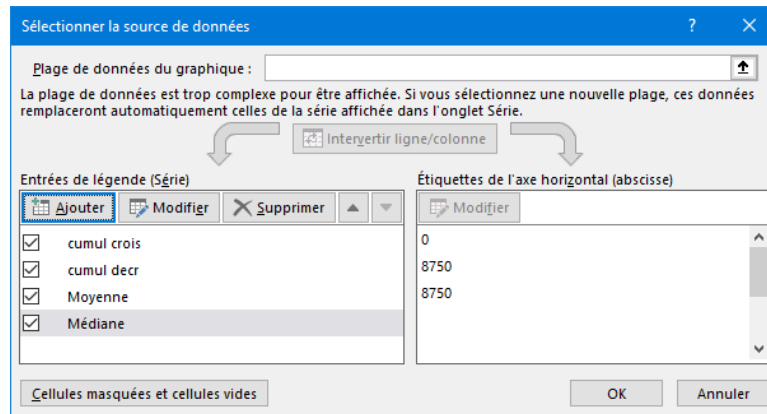 Sélectionner la source de données
?
Plage de données du graphique :
La plage de données est trop complexe pour être affichée. Si vous sélectionnez une nouvelle plage, ces données
remplaceront automatiquement celles de la série affichée dans l'onglet Série.
Intervertir ligne/colonne
Entrées de légende (Série)
Ajouter Modifier Supprimer
cumul crois
cumul decr
Moyenne
Médiane
Étiquettes de l'axe horizontal (abscisse)
Modifier
0
8750
8750
Cellules masquées et cellules vides
OK Annuler